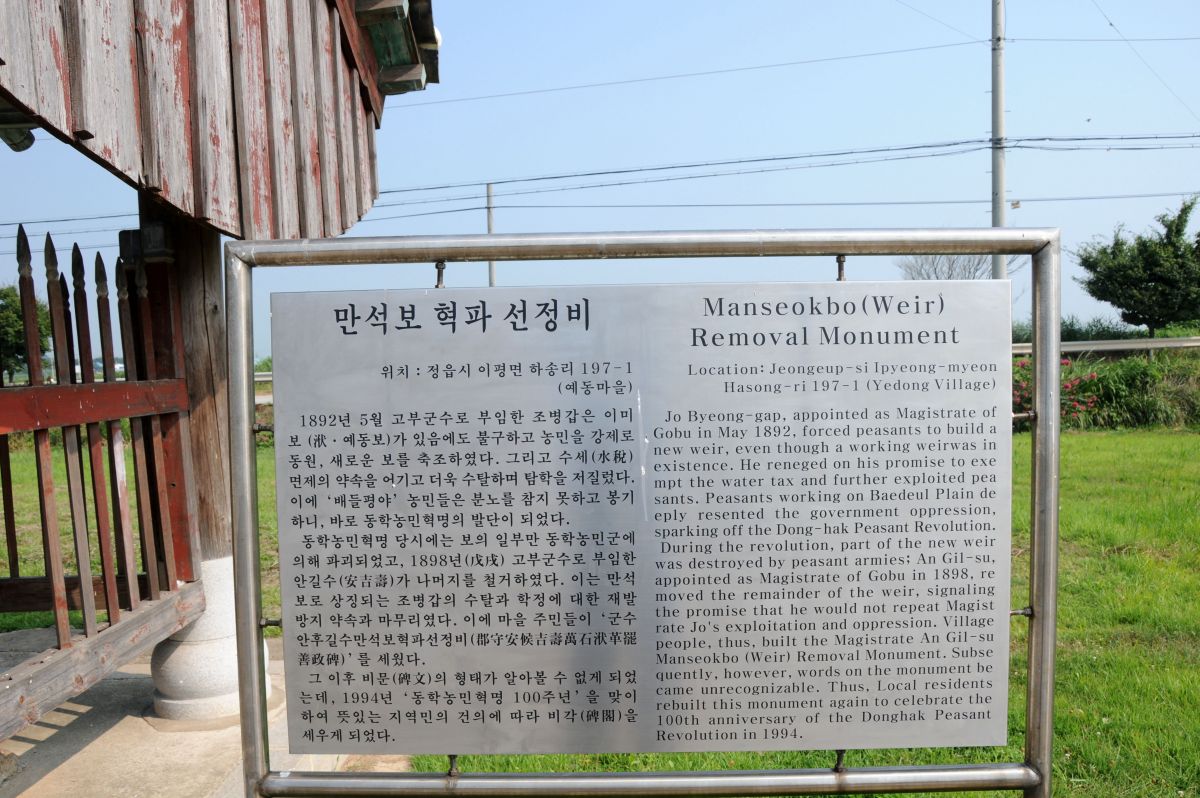 만석보 혁파 선정비
위치 : 정읍시 이평면 하송리 197-1
(예동마을)
1892년 5월 고부군수로 부임한 조병갑은 이미
보(洑·예동보)가 있음에도 불구하고 농민을 강제로
동원, 새로운 보를 축조하였다. 그리고 수세(水稅)
면제의 약속을 어기고 더욱 수탈하며 탐학을 저질렀다.
이에 '배들평야' 농민들은 분노를 참지 못하고 봉기
하니, 바로 동학농민혁명의 발단이 되었다.
동학농민혁명 당시에는 보의 일부만 동학농민군에
의해 파괴되었고, 1898년(戊戌) 고부군수로 부임한
안길수(安吉壽)가 나머지를 철거하였다. 이는 만석
보로 상징되는 조병갑의 수탈과 학정에 대한 재발
방지 약속과 마무리였다. 이에 마을 주민들이 '군수
안후길수만석보혁파선정비(郡守安候吉壽萬石洑革罷
善政碑)'를 세웠다.
그 이후 비문(碑文)의 형태가 알아볼 수 없게 되었
는데, 1994년 '동학농민혁명 100주년'을 맞이
하여 뜻있는 지역민의 건의에 따라 비각(碑閣)을
세우게 되었다.
Manseokbo(Weir)
Removal Monument
Location: Jeongeup-si Ipyeong-myeon
Hasong-ri 197-1 (Yedong Village)
Jo Byeong-gap, appointed as Magistrate of
Gobu in May 1892, forced peasants to build a
new weir, even though a working weirwas in
existence. He reneged on his promise to exe
mpt the water tax and further exploited pea
sants. Peasants working on Baedeul Plain de
eply resented the government oppression,
sparking off the Dong-hak Peasant Revolution.
During the revolution, part of the new weir
was destroyed by peasant armies; An Gil-su,
appointed as Magistrate of Gobu in 1898, re
moved the remainder of the weir, signaling
the promise that he would not repeat Magist
rate Jo's exploitation and oppression. Village
people, thus, built the Magistrate An Gil-su
Manseokbo (Weir) Removal Monument. Subse
quently, however, words on the monument be
came unrecognizable. Thus, Local residents
rebuilt this monument again to celebrate the
100th anniversary of the Donghak Peasant
Revolution in 1994.